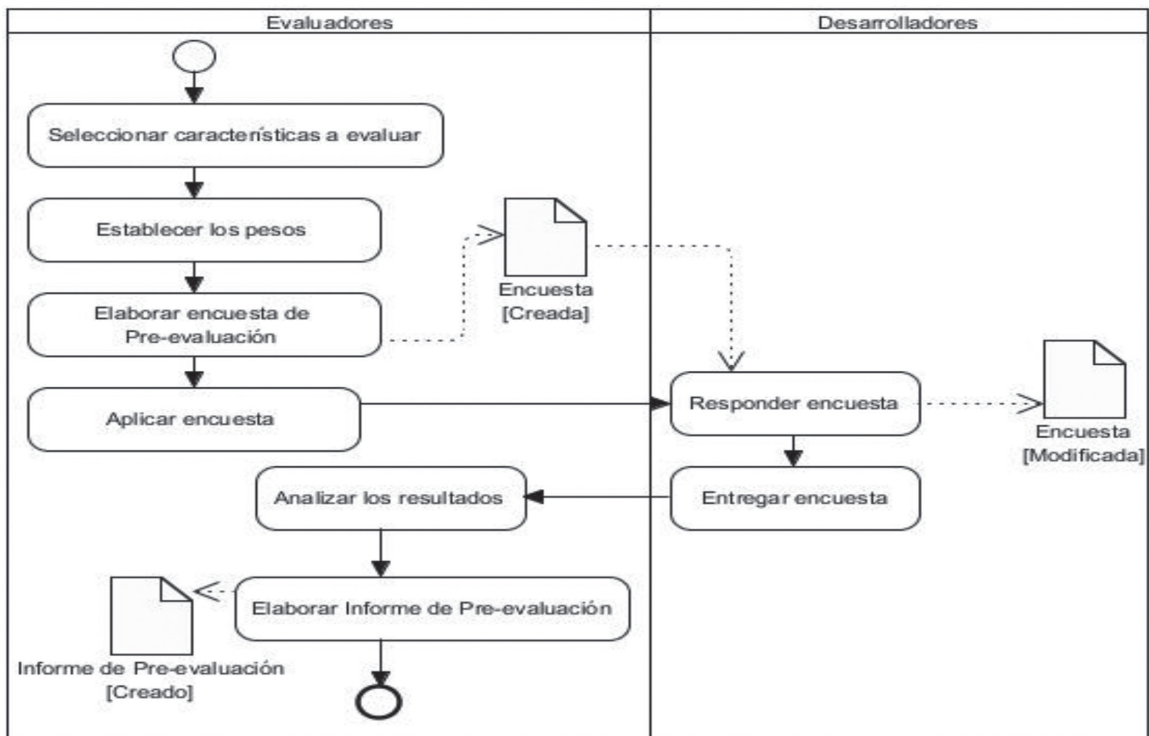 Evaluadores
Desarrolladores
Seleccionar características a evaluar
Establecer los pesos
Elaborar encuesta de
Pre-evaluación
Encuesta
[Creada]
Aplicar encuesta
Responder encuesta
Encuesta
[Modificada]
Analizar los resultados
Entregar encuesta
Elaborar Informe de Pre-evaluación
Informe de Pre-evaluación
[Creado]